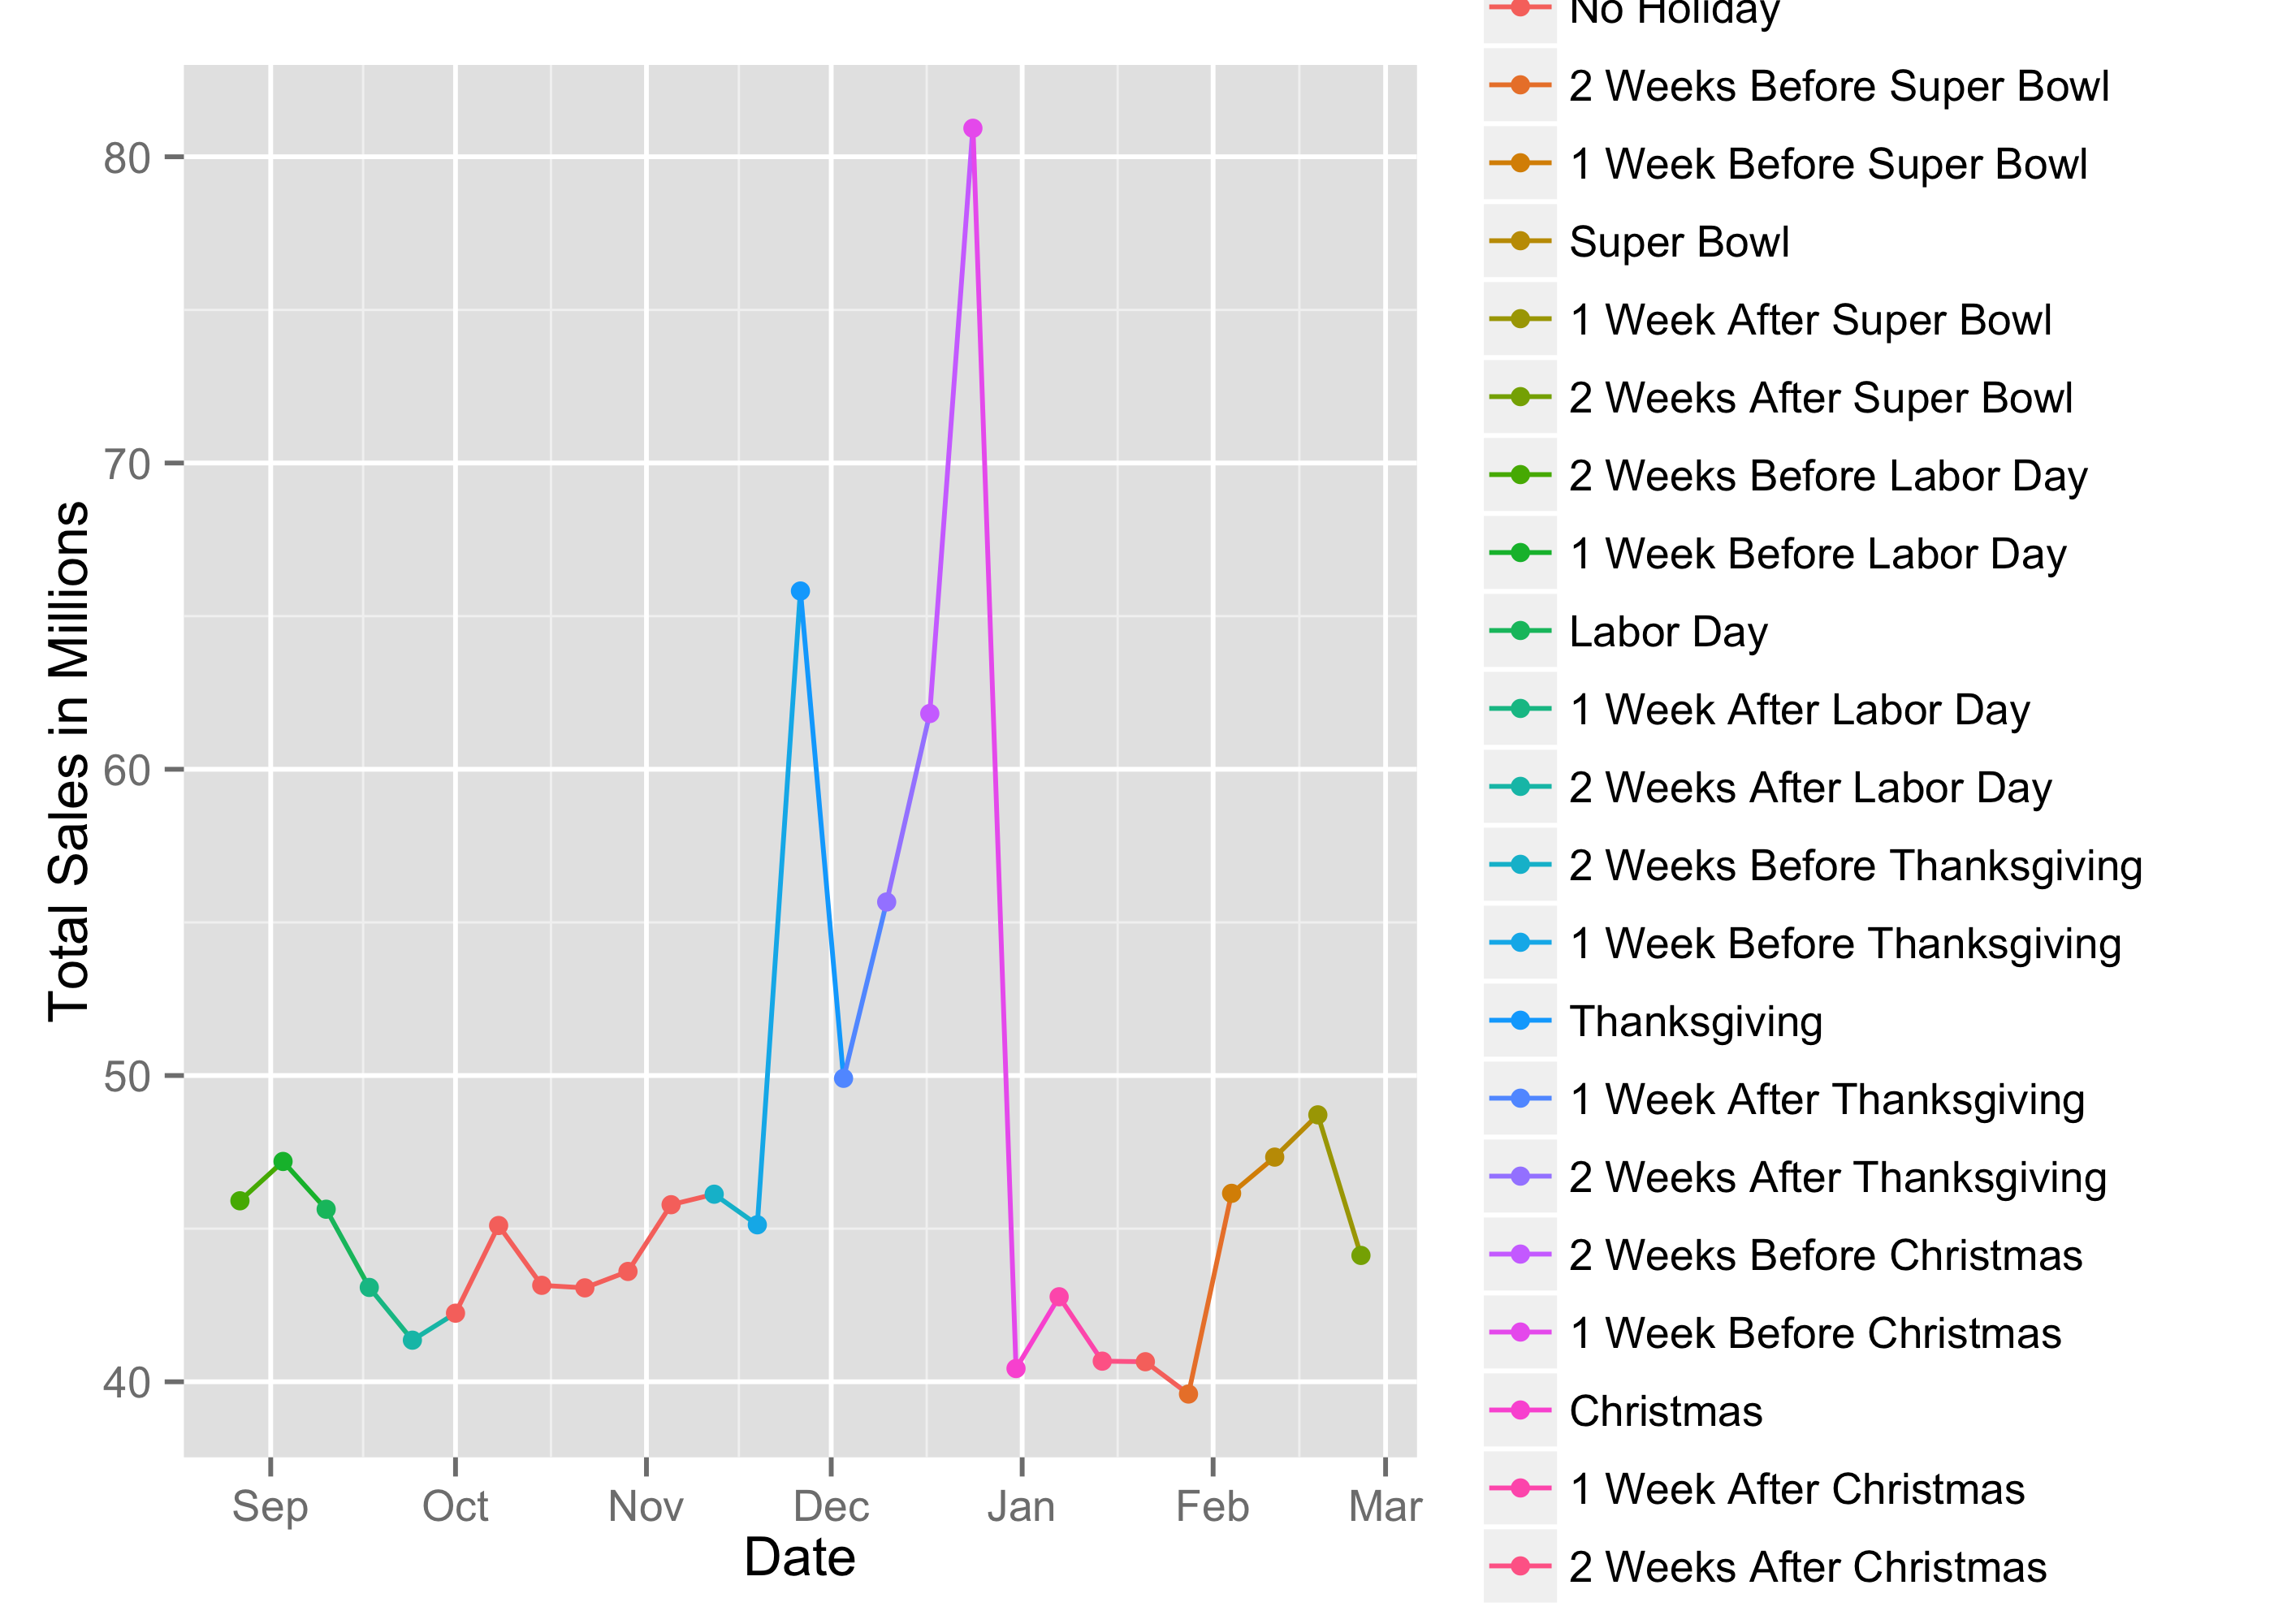 No Holiday
2 Weeks Before Super Bowl
1 Week Before Super Bowl
Super Bowl
1 Week After Super Bowl
2 Weeks After Super Bowl
2 Weeks Before Labor Day
1 Week Before Labor Day
Labor Day
1 Week After Labor Day
2 Weeks After Labor Day
2 Weeks Before Thanksgiving
1 Week Before Thanksgiving
Thanksgiving
1 Week After Thanksgiving
2 Weeks After Thanksgiving
2 Weeks Before Christmas
1 Week Before Christmas
Christmas
1 Week After Christmas
2 Weeks After Christmas
Total Sales in Millions
80
70
60
50
40
Sep Oct Nov Dec Jan Feb Mar
Date